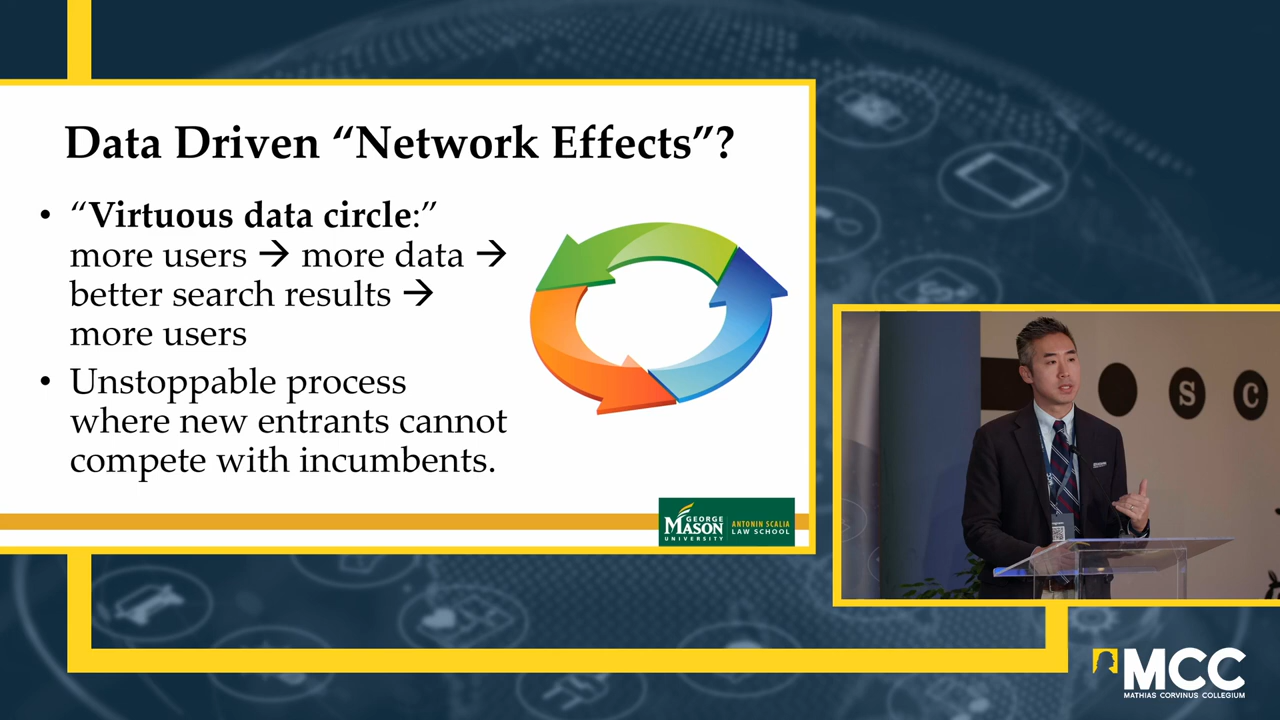 Data Driven “Network Effects”?
• “Virtuous data circle:”
more users → more data →
better search results →
more users
• Unstoppable process
where new entrants cannot
compete with incumbents.
GEORGE
MASON
UNIVERSITY
ANTONIN SCALIA
LAW SCHOOL
S C
MCC
MATHIAS CORVINUS COLLEGIUM